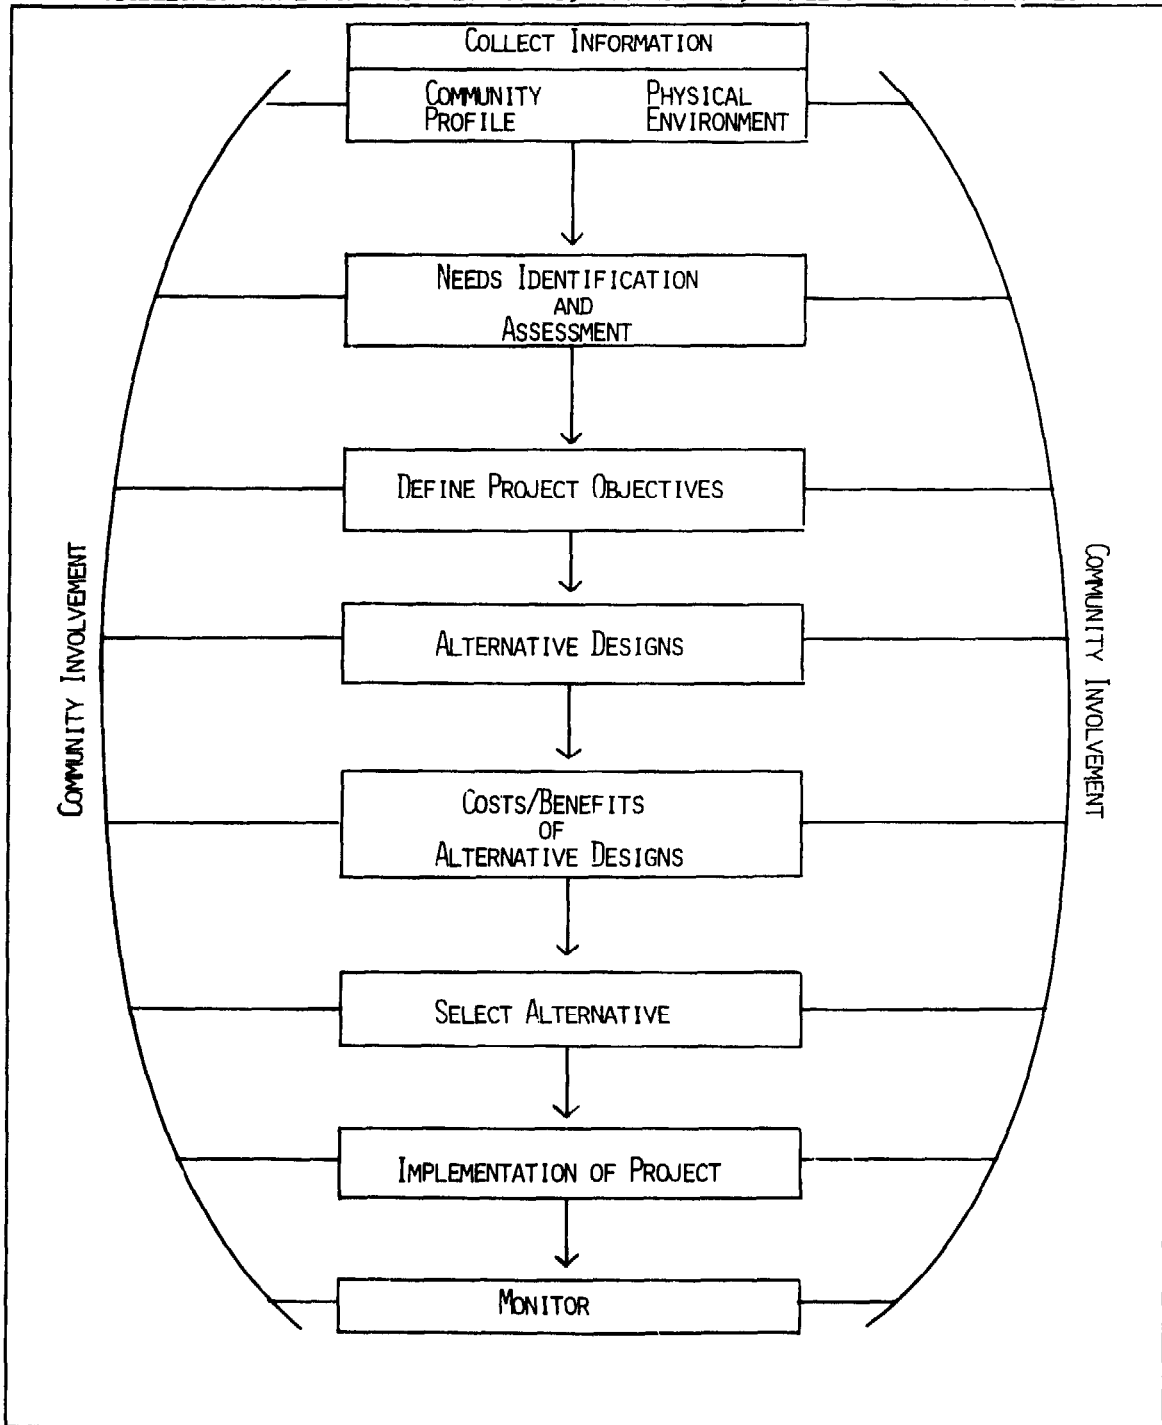 COLLECT INFORMATION
COMMUNITY PROFILE
PHYSICAL ENVIRONMENT
NEEDS IDENTIFICATION
AND
ASSESSMENT
DEFINE PROJECT OBJECTIVES
COMMUNITY INVOLVEMENT
COMMUNITY INVOLVEMENT
ALTERNATIVE DESIGNS
COSTS/BENEFITS
OF
ALTERNATIVE DESIGNS
SELECT ALTERNATIVE
IMPLEMENTATION OF PROJECT
MONITOR